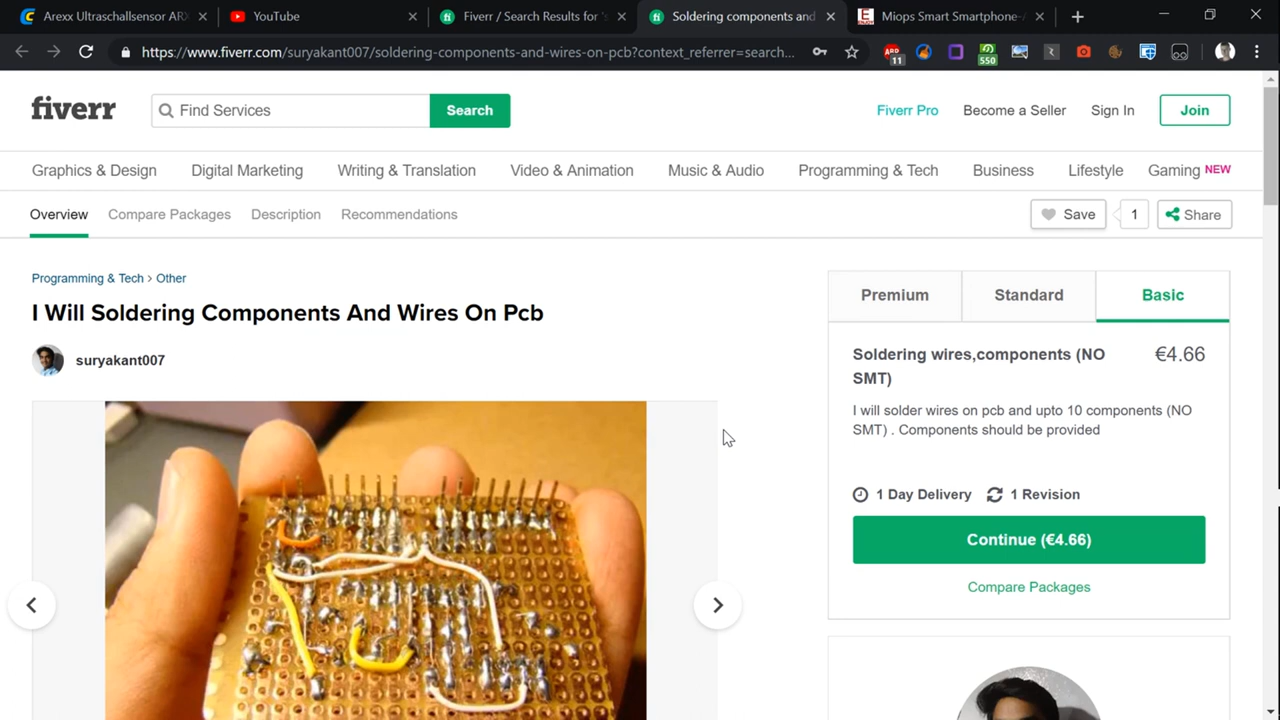 Arexx Ultraschallsensor ARX
YouTube
Fiverr / Search Results for 's
Soldering components and
Miops Smart Smartphone-
https://www.fiverr.com/suryakant007/soldering-components-and-wires-on-pcb?context_referrer=search...
11
550
fiverr
Find Services
Search
Fiverr Pro
Become a Seller
Sign In
Join
Graphics & Design
Digital Marketing
Writing & Translation
Video & Animation
Music & Audio
Programming & Tech
Business
Lifestyle
Gaming NEW
Overview
Compare Packages
Description
Recommendations
Save
1
Share
Programming & Tech > Other
I Will Soldering Components And Wires On Pcb
suryakant007
Premium
Standard
Basic
Soldering wires,components (NO
SMT)
€4.66
I will solder wires on pcb and upto 10 components (NO
SMT) . Components should be provided
1 Day Delivery
1 Revision
Continue (€4.66)
Compare Packages